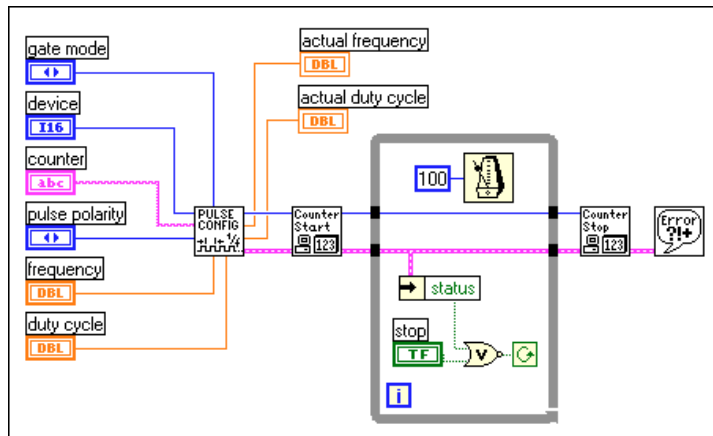 gate mode
device
I16
counter
abc
pulse polarity
frequency
DBL
duty cycle
DBL
actual frequency
DBL
actual duty cycle
DBL
PULSE
CONFIG
1/f
Counter
Start
123
100
status
stop
TF
V
i
Counter
Stop
123
Error
?!+